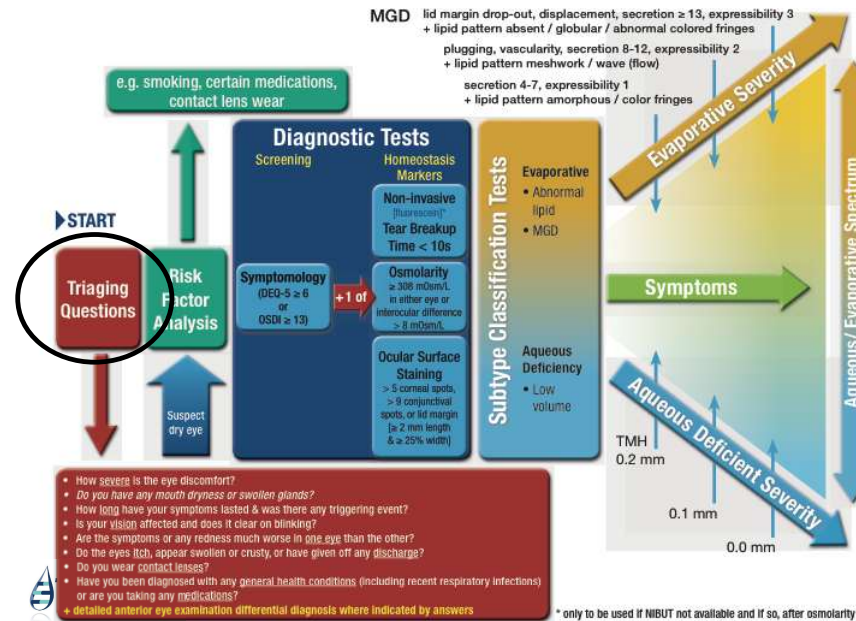 MGD lid margin drop-out, displacement, secretion ≥ 13, expressibility 3
+ lipid pattern absent / globular / abnormal colored fringes
plugging, vascularity, secretion 8-12, expressibility 2
+ lipid pattern meshwork / wave (flow)
secretion 4-7, expressibility 1
+ lipid pattern amorphous / color fringes
e.g. smoking, certain medications,
contact lens wear
START
Triaging
Questions
Risk
Factor
Analysis
Suspect
dry eye
Diagnostic Tests
Screening
Homeostasis
Markers
Symptomology
(DEQ-5 ≥ 6
or
OSDI ≥ 13)
+1 of
Non-invasive
[fluorescein]*
Tear Breakup
Time < 10s
Osmolarity
≥ 308 mOsm/L
in either eye or
interocular difference
> 8 mOsm/L
Ocular Surface
Staining
> 5 corneal spots,
> 9 conjunctival
spots, or lid margin
[≥ 2 mm length
& ≥ 25% width]
Subtype Classification Tests
Evaporative
• Abnormal
lipid
• MGD
Aqueous
Deficiency
• Low
volume
Evaporative Severity
Symptoms
Aqueous Deficient Severity
Aqueous/ Evaporative Spectrum
TMH
0.2 mm
0.1 mm
0.0 mm
• How severe is the eye discomfort?
• Do you have any mouth dryness or swollen glands?
• How long have your symptoms lasted & was there any triggering event?
• Is your vision affected and does it clear on blinking?
• Are the symptoms or any redness much worse in one eye than the other?
• Do the eyes itch, appear swollen or crusty, or have given off any discharge?
• Do you wear contact lenses?
• Have you been diagnosed with any general health conditions (including recent respiratory infections)
or are you taking any medications?
+ detailed anterior eye examination differential diagnosis where indicated by answers
* only to be used if NIBUT not available and if so, after osmolarity